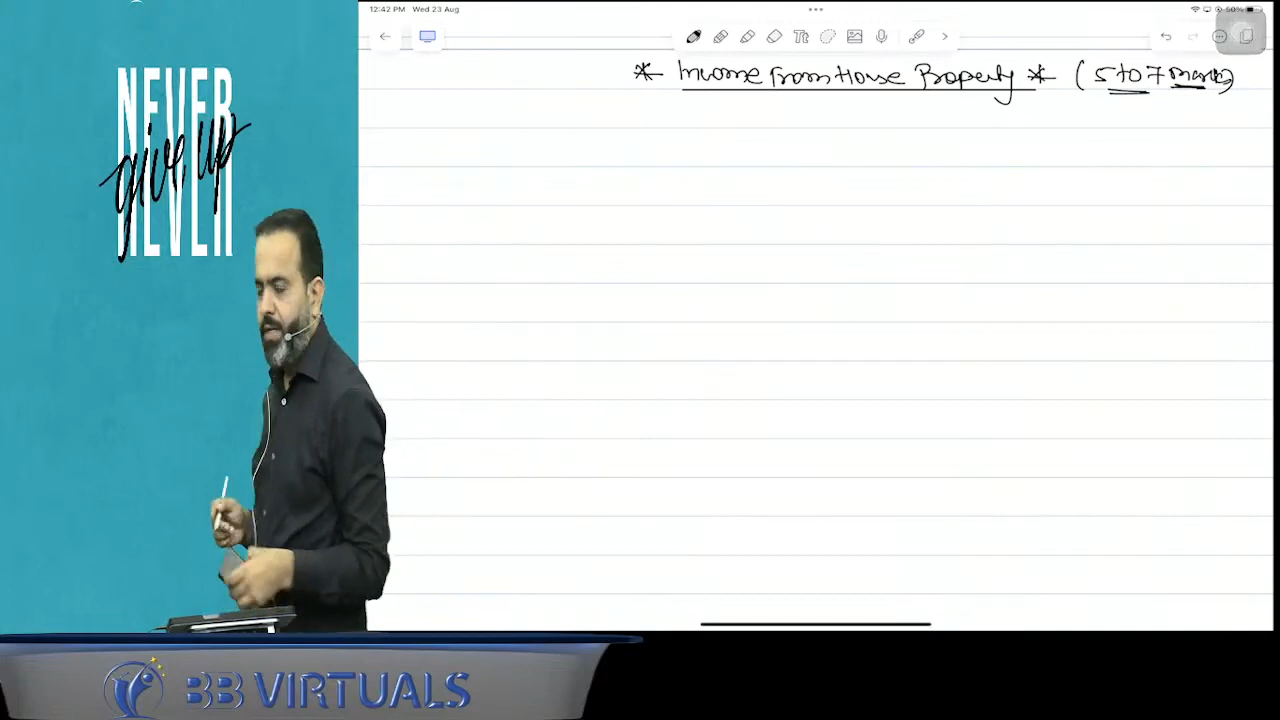 12:42 PM Wed 23 Aug
50%
* Income from House Property * ( 5 to 7 marks)
NEVER
give up
NEVER
BB VIRTUALS